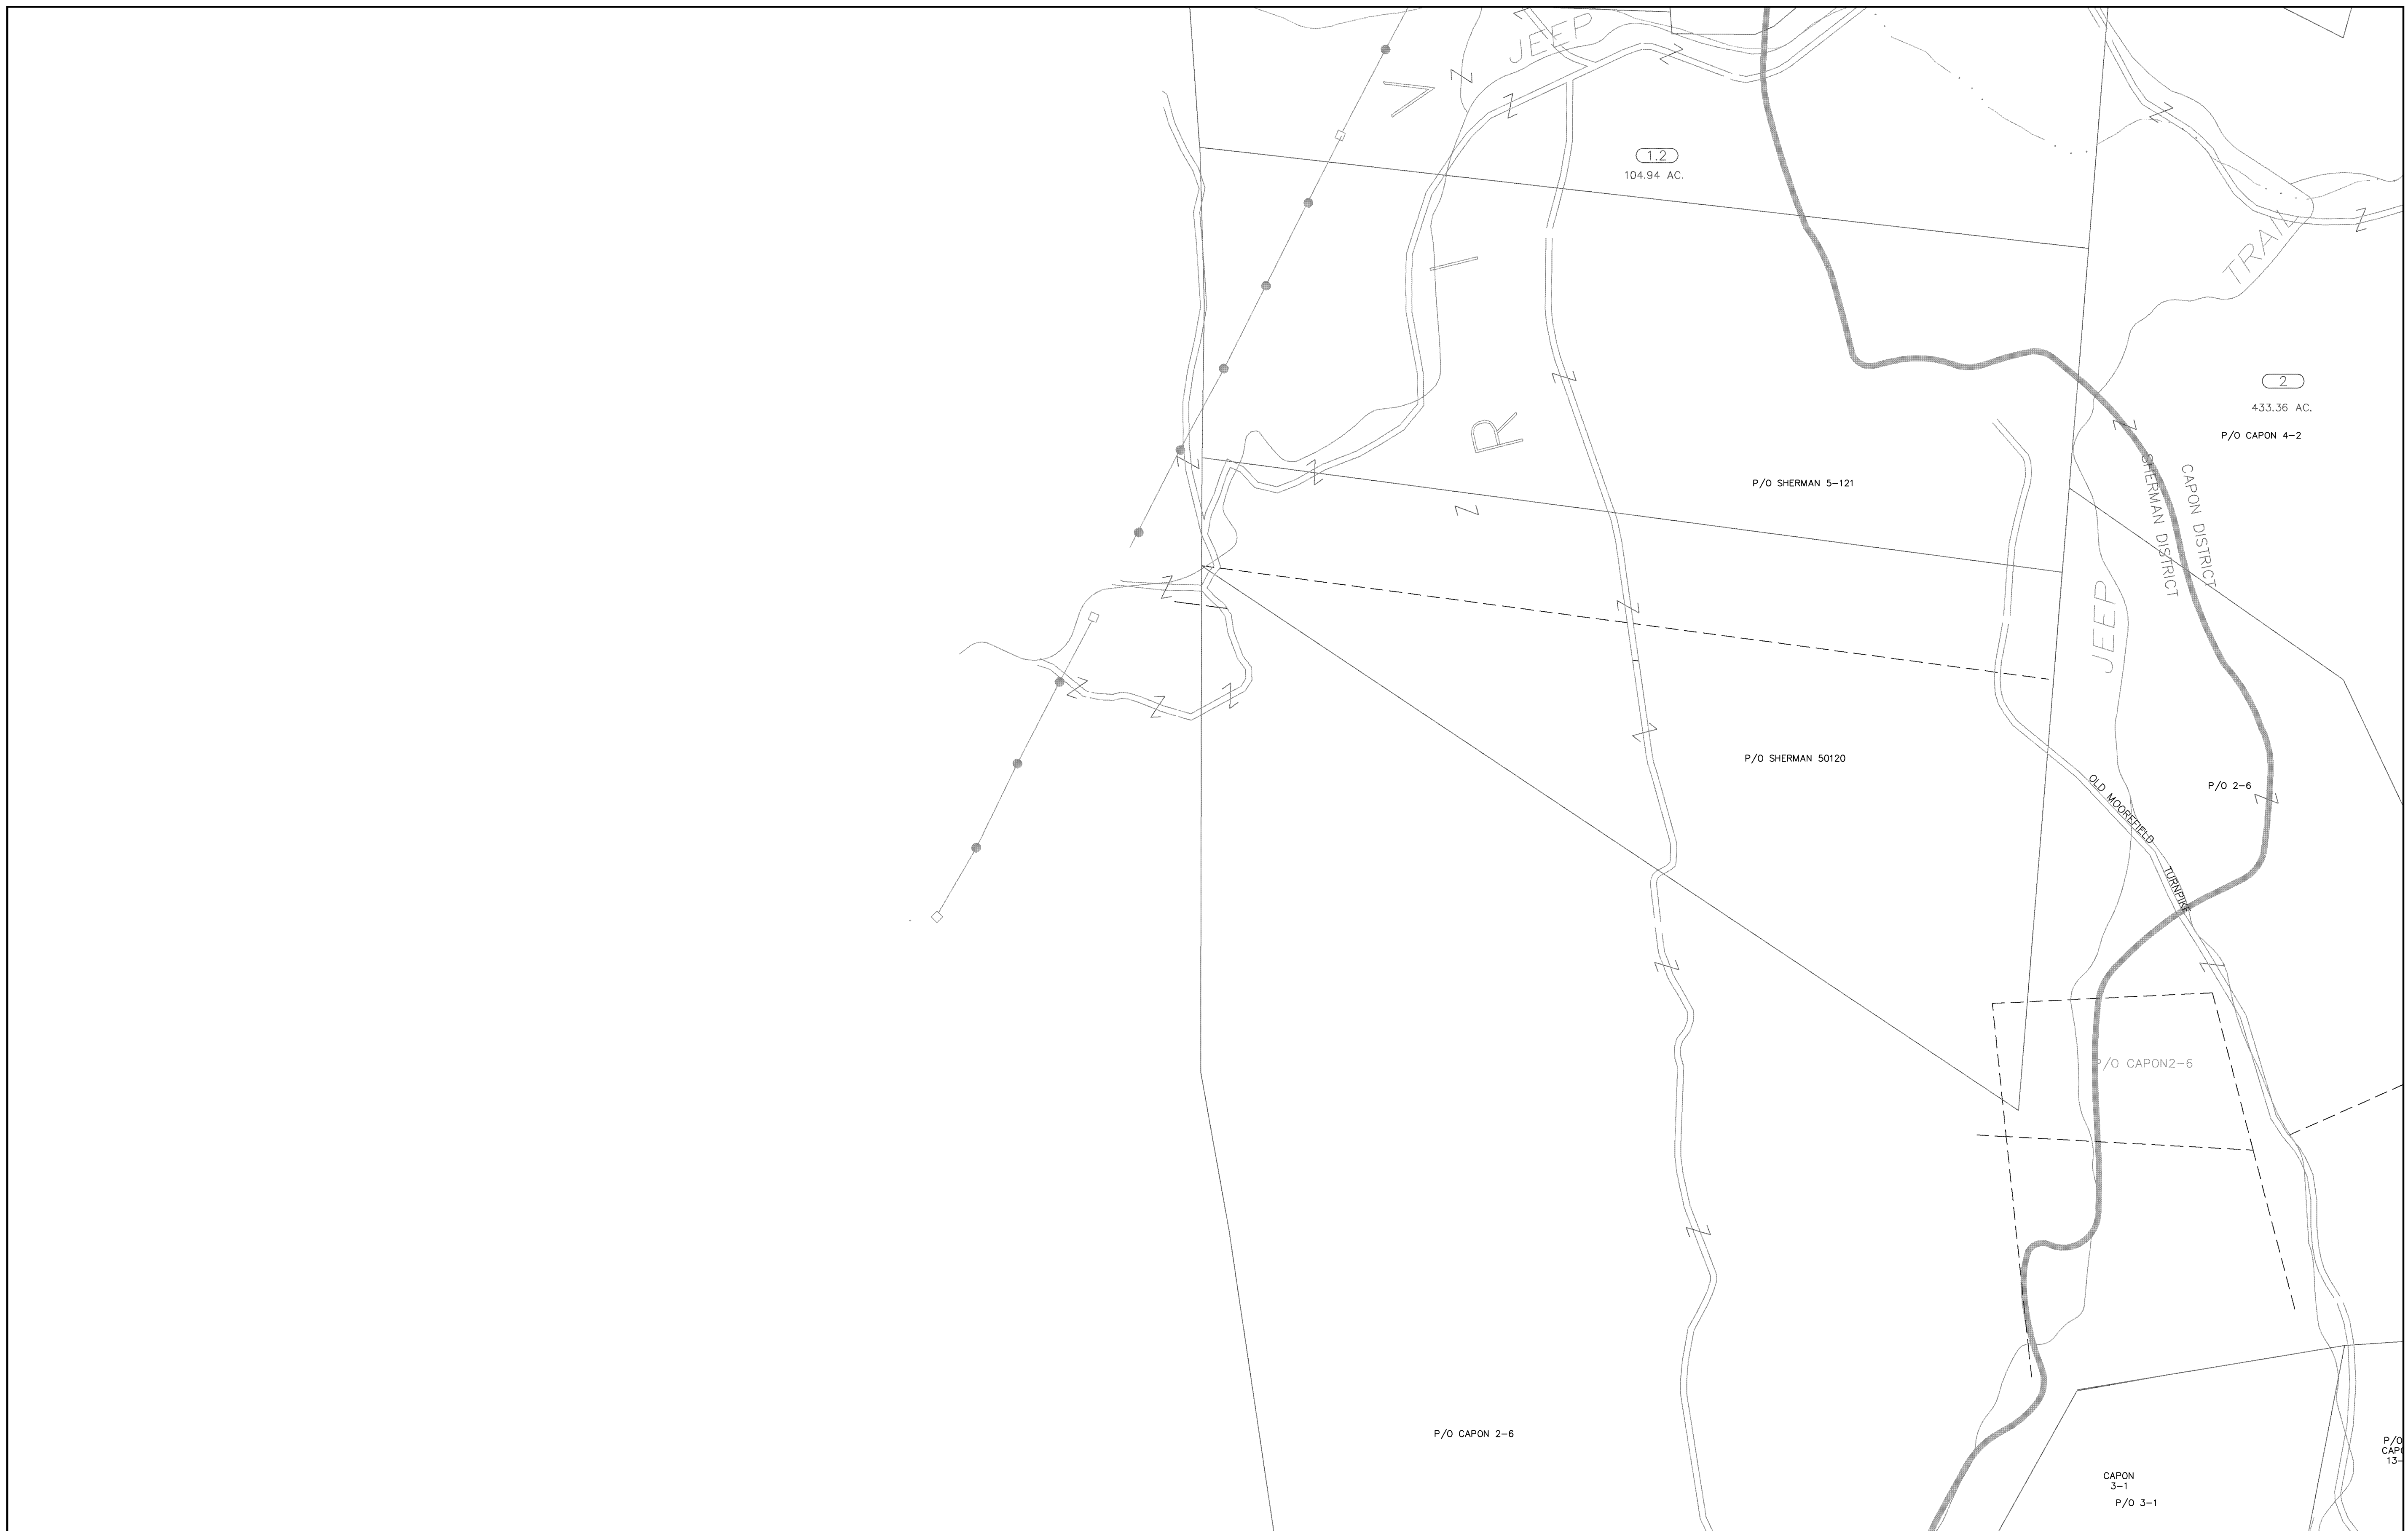 JEEP
V
1.2
104.94 AC.
I
TRAIL
2
433.36 AC.
P/O CAPON 4-2
R
P/O SHERMAN 5-121
SHERMAN DISTRICT
CAPON DISTRICT
JEEP
P/O SHERMAN 50120
P/O 2-6
OLD MOOREFIELD
TURNPIKE
P/O CAPON2-6
P/O CAPON 2-6
P/O
CAPO
13-
CAPON
3-1
P/O 3-1